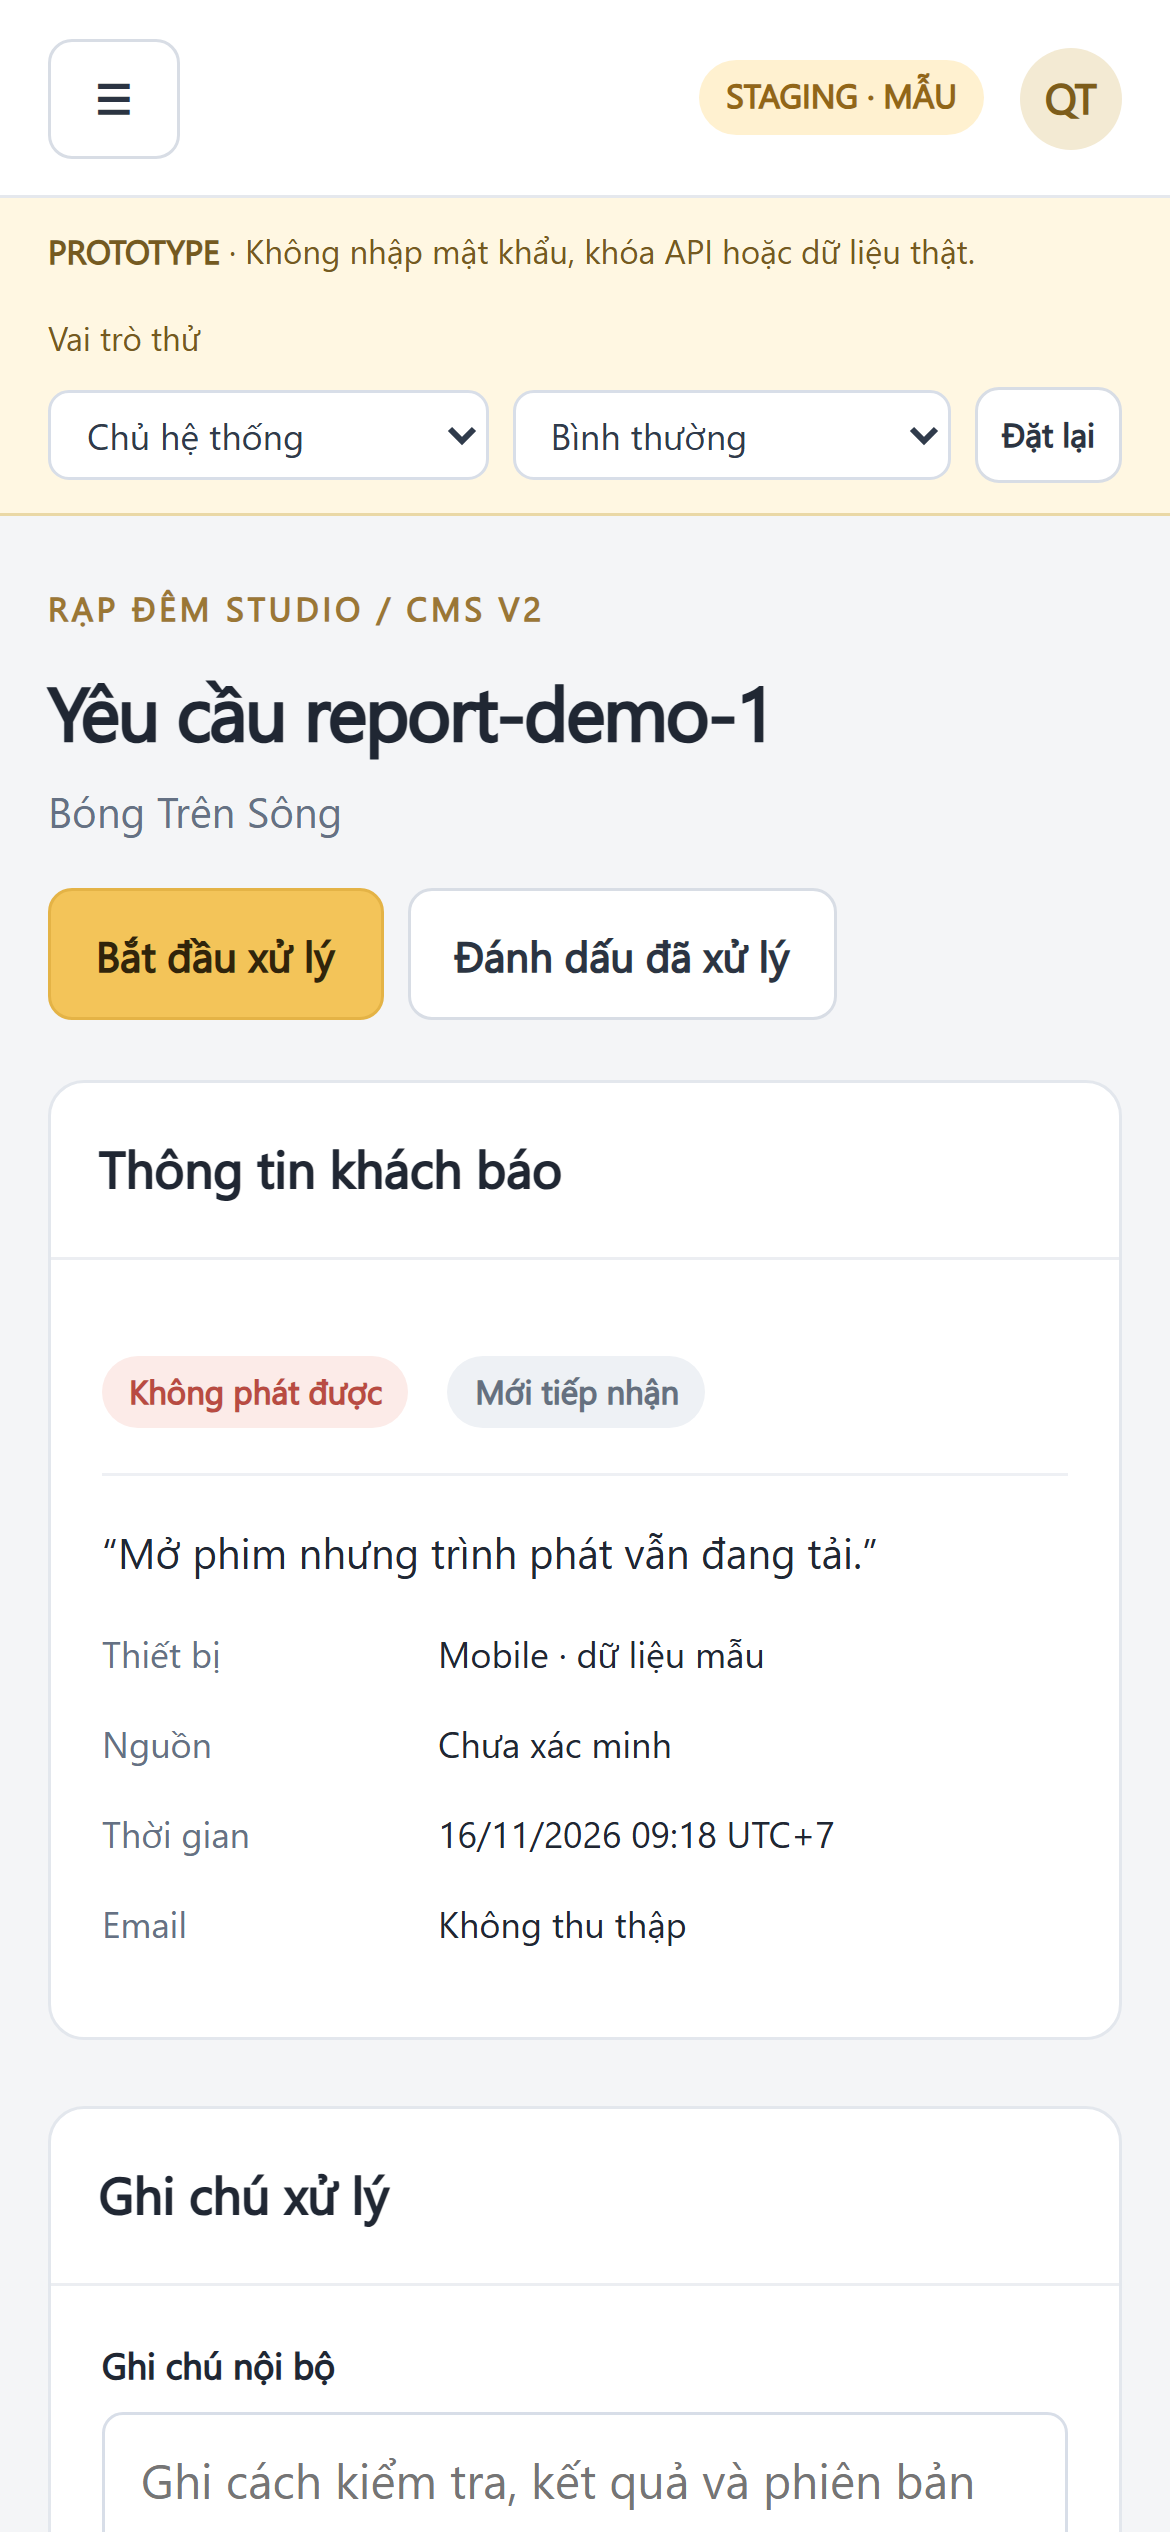 ☰
STAGING · MẪU
QT
PROTOTYPE · Không nhập mật khẩu, khóa API hoặc dữ liệu thật.
Vai trò thử
Chủ hệ thống
Bình thường
Đặt lại
RẠP ĐÊM STUDIO / CMS V2
Yêu cầu report-demo-1
Bóng Trên Sông
Bắt đầu xử lý
Đánh dấu đã xử lý
Thông tin khách báo
Không phát được
Mới tiếp nhận
“Mở phim nhưng trình phát vẫn đang tải.”
Thiết bị Mobile · dữ liệu mẫu
Nguồn Chưa xác minh
Thời gian 16/11/2026 09:18 UTC+7
Email Không thu thập
Ghi chú xử lý
Ghi chú nội bộ
Ghi cách kiểm tra, kết quả và phiên bản